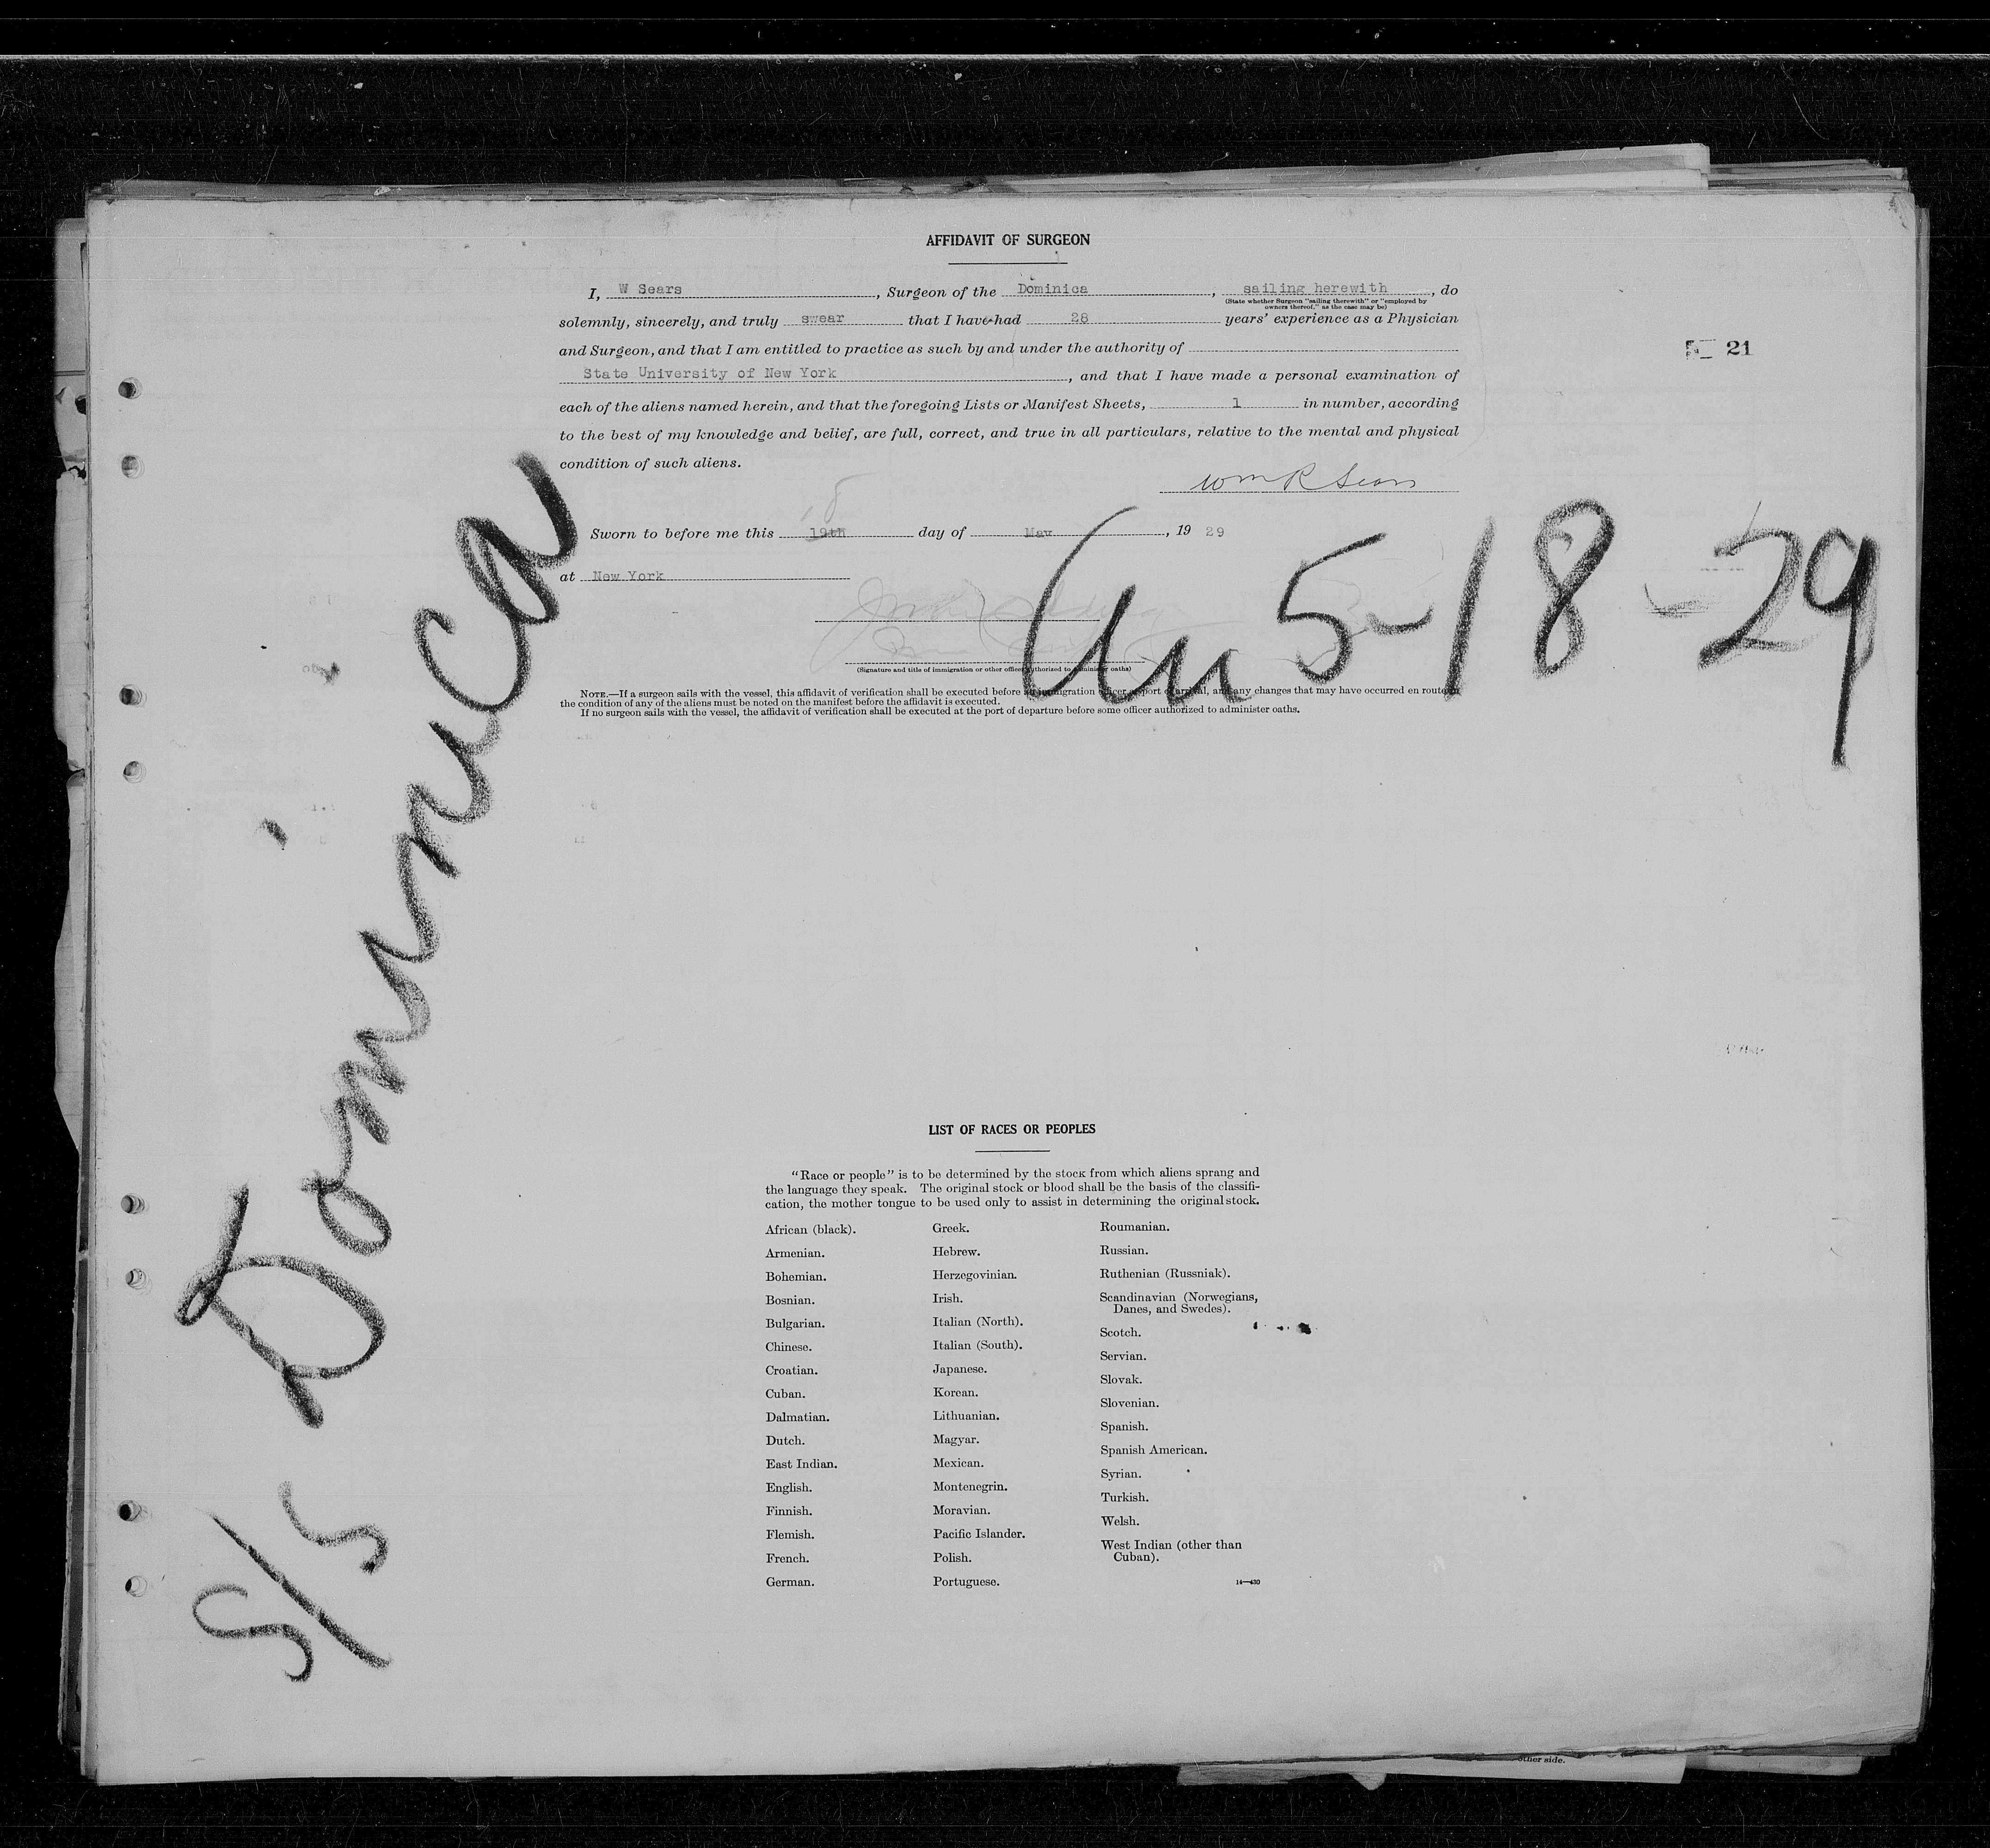 AFFIDAVIT OF SURGEON
I, W Sears, Surgeon of the Dominica, sailing herewith, do
(State whether Surgeon "sailing therewith" or "employed by
owners thereof," as the case may be)
solemnly, sincerely, and truly swear that I have had 28 years' experience as a Physician
and Surgeon, and that I am entitled to practice as such by and under the authority of
State University of New York, and that I have made a personal examination of
each of the aliens named herein, and that the foregoing Lists or Manifest Sheets, 1 in number, according
to the best of my knowledge and belief, are full, correct, and true in all particulars, relative to the mental and physical
condition of such aliens.
21
Wm R Sears
18
Sworn to before me this 19th day of May, 1929
at New York
(Signature and title of immigration or other officer authorized to administer oaths)
Arr 5-18-29
NOTE.—If a surgeon sails with the vessel, this affidavit of verification shall be executed before an immigration officer at port of arrival, and any changes that may have occurred en route in
the condition of any of the aliens must be noted on the manifest before the affidavit is executed.
If no surgeon sails with the vessel, the affidavit of verification shall be executed at the port of departure before some officer authorized to administer oaths.
S/S Dominica
LIST OF RACES OR PEOPLES
"Race or people" is to be determined by the stock from which aliens sprang and
the language they speak. The original stock or blood shall be the basis of the classifi-
cation, the mother tongue to be used only to assist in determining the original stock.
African (black).
Armenian.
Bohemian.
Bosnian.
Bulgarian.
Chinese.
Croatian.
Cuban.
Dalmatian.
Dutch.
East Indian.
English.
Finnish.
Flemish.
French.
German.
Greek.
Hebrew.
Herzegovinian.
Irish.
Italian (North).
Italian (South).
Japanese.
Korean.
Lithuanian.
Magyar.
Mexican.
Montenegrin.
Moravian.
Pacific Islander.
Polish.
Portuguese.
Roumanian.
Russian.
Ruthenian (Russniak).
Scandinavian (Norwegians,
Danes, and Swedes).
Scotch.
Servian.
Slovak.
Slovenian.
Spanish.
Spanish American.
Syrian.
Turkish.
Welsh.
West Indian (other than
Cuban).
14—430
other side.